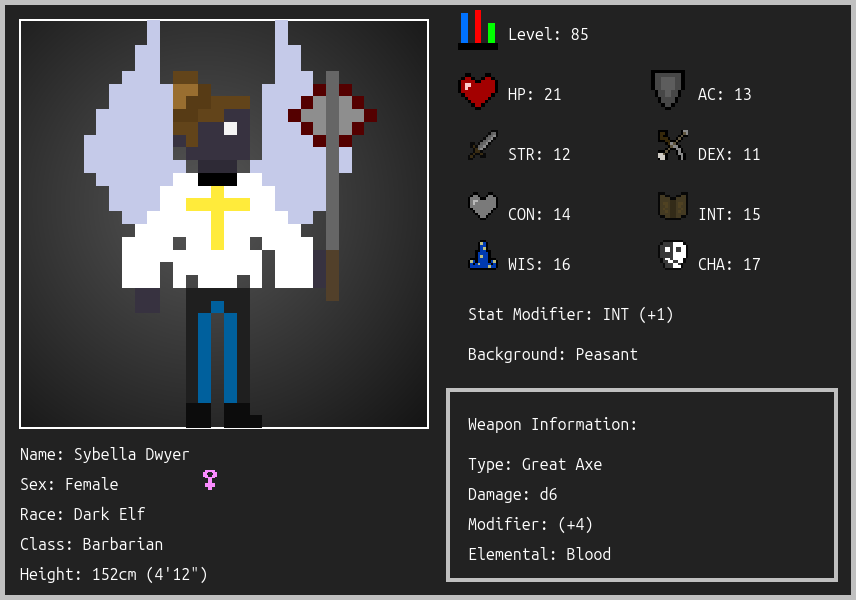 Level: 85
HP: 21
AC: 13
STR: 12
DEX: 11
CON: 14
INT: 15
WIS: 16
CHA: 17
Stat Modifier: INT (+1)
Background: Peasant
Weapon Information:
Type: Great Axe
Damage: d6
Modifier: (+4)
Elemental: Blood
Name: Sybella Dwyer
Sex: Female
Race: Dark Elf
Class: Barbarian
Height: 152cm (4'12")